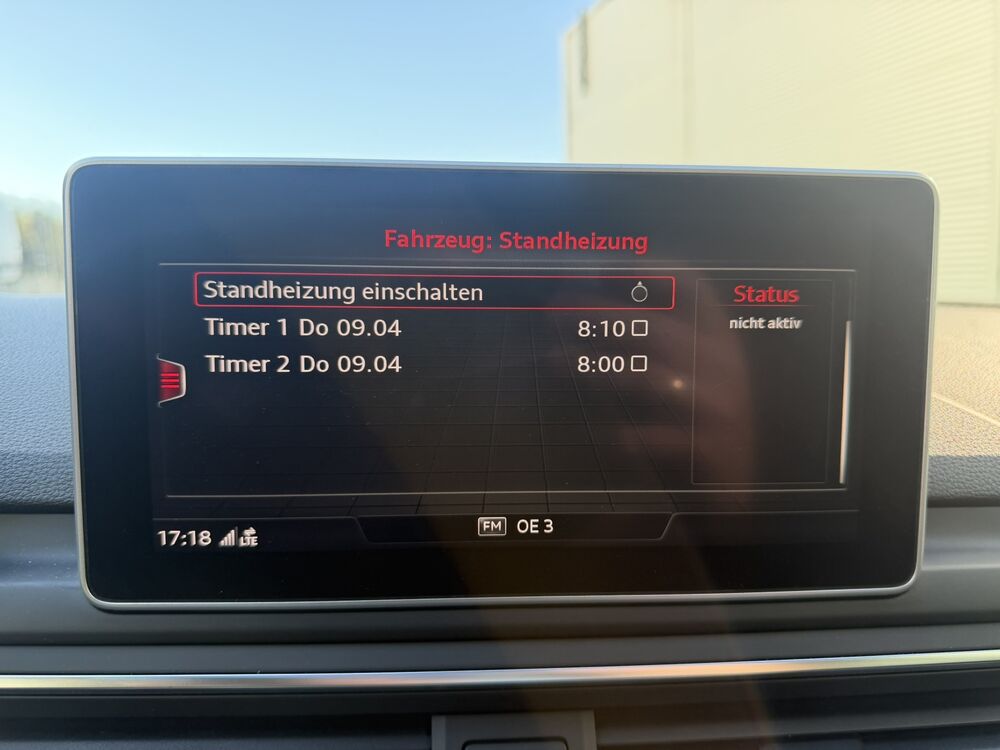 Fahrzeug: Standheizung
Standheizung einschalten
Status
nicht aktiv
Timer 1 Do 09.04 8:10
Timer 2 Do 09.04 8:00
17:18 LTE
FM OE 3